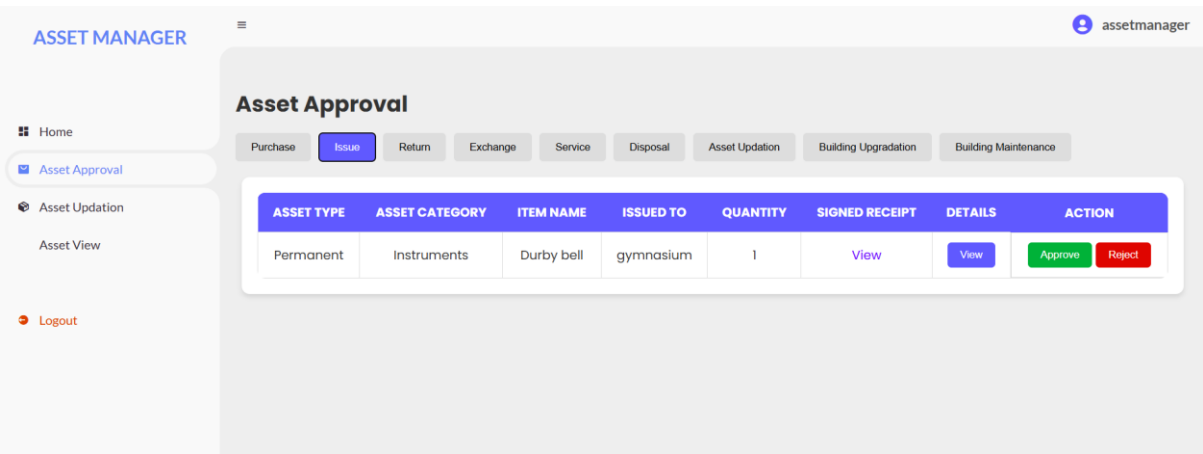 ASSET MANAGER
assetmanager
Home
Asset Approval
Asset Updation
Asset View
Logout
Asset Approval
Purchase Issue Return Exchange Service Disposal Asset Updation Building Upgradation Building Maintenance
ASSET TYPE ASSET CATEGORY ITEM NAME ISSUED TO QUANTITY SIGNED RECEIPT DETAILS ACTION
Permanent Instruments Durby bell gymnasium 1 View View Approve Reject